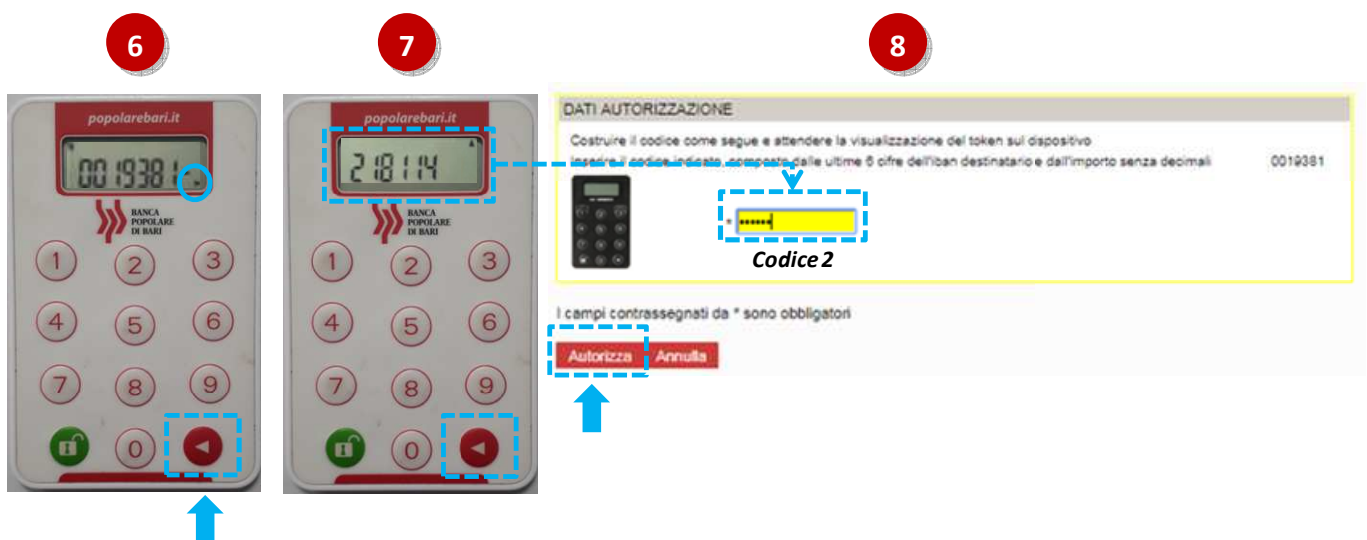 6
7
8
popolarebari.it
0019381
BANCA
POPOLARE
DI BARI
1 2 3
4 5 6
7 8 9
0
popolarebari.it
218114
BANCA
POPOLARE
DI BARI
1 2 3
4 5 6
7 8 9
0
DATI AUTORIZZAZIONE
Costruire il codice come segue e attendere la visualizzazione del token sul dispositivo
Inserire il codice indicato, composto dalle ultime 6 cifre dell'iban destinatario e dall'importo senza decimali 0019381
* ••••••
Codice 2
I campi contrassegnati da * sono obbligatori
Autorizza Annulla